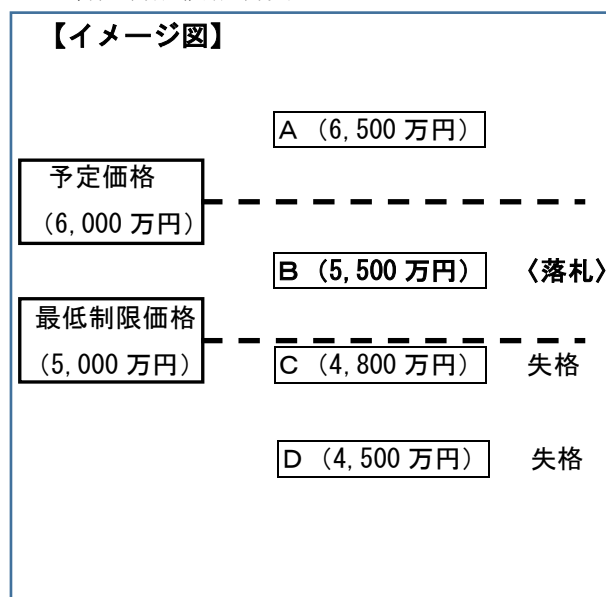 【イメージ図】
A （6,500 万円）
予定価格
（6,000 万円）
B （5,500 万円） 〈落札〉
最低制限価格
（5,000 万円）
C （4,800 万円） 失格
D （4,500 万円） 失格